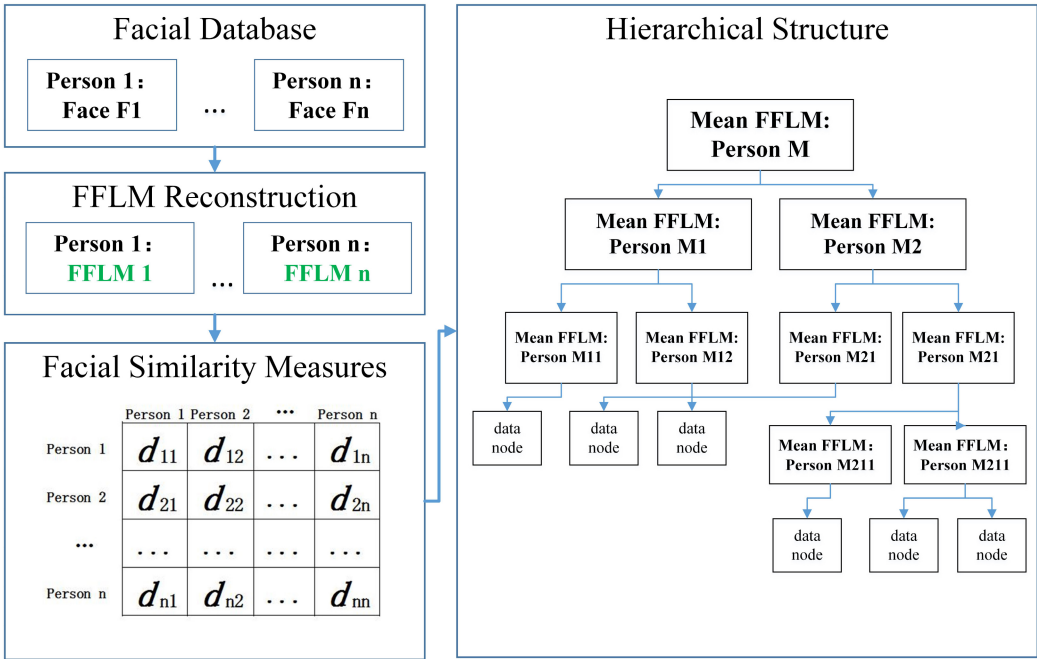 Facial Database
Person 1：
Face F1
...
Person n：
Face Fn
FFLM Reconstruction
Person 1：
FFLM 1
...
Person n：
FFLM n
Facial Similarity Measures
Person 1 Person 2 ... Person n
Person 1 d11 d12 ... d1n
Person 2 d21 d22 ... d2n
... ... ... ... ...
Person n dn1 dn2 ... dnn
Hierarchical Structure
Mean FFLM:
Person M
Mean FFLM:
Person M1
Mean FFLM:
Person M2
Mean FFLM:
Person M11
Mean FFLM:
Person M12
Mean FFLM:
Person M21
Mean FFLM:
Person M21
data
node
data
node
data
node
Mean FFLM：
Person M211
Mean FFLM：
Person M211
data
node
data
node
data
node